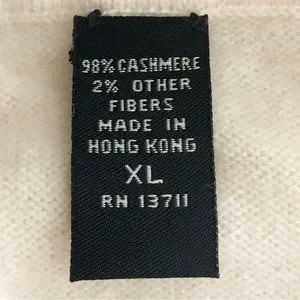 98% CASHMERE
2% OTHER
FIBERS
MADE IN
HONG KONG
XL
RN 13711